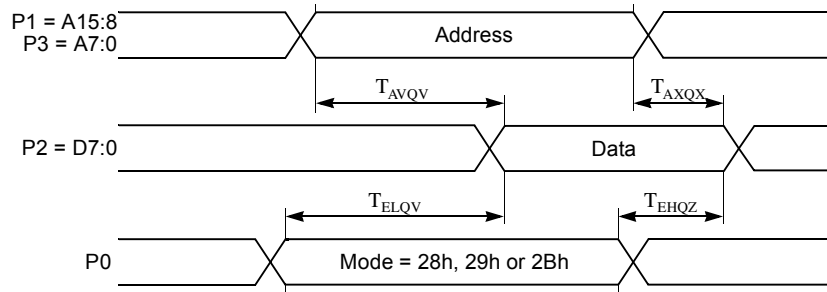 P1 = A15:8
P3 = A7:0
Address
TAVQV
TAXQX
P2 = D7:0
Data
TELQV
TEHQZ
P0
Mode = 28h, 29h or 2Bh